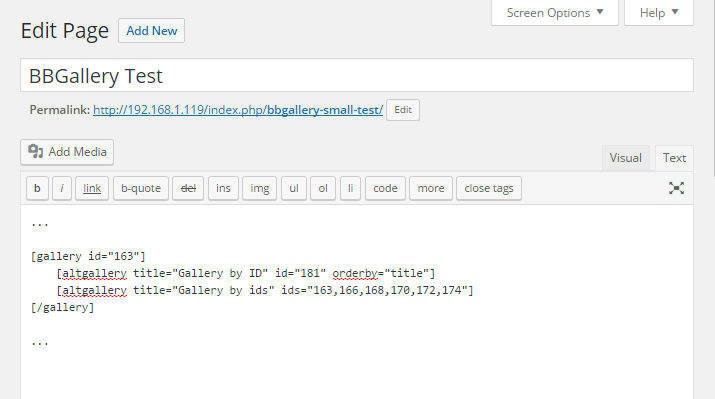 Screen Options ▼ Help ▼
Edit Page Add New
BBGallery Test
Permalink: http://192.168.1.119/index.php/bbgallery-small-test/ Edit
Add Media
Visual Text
b i link b-quote del ins img ul ol li code more close tags
...
[gallery id="163"]
[altgallery title="Gallery by ID" id="181" orderby="title"]
[altgallery title="Gallery by ids" ids="163,166,168,170,172,174"]
[/gallery]
...